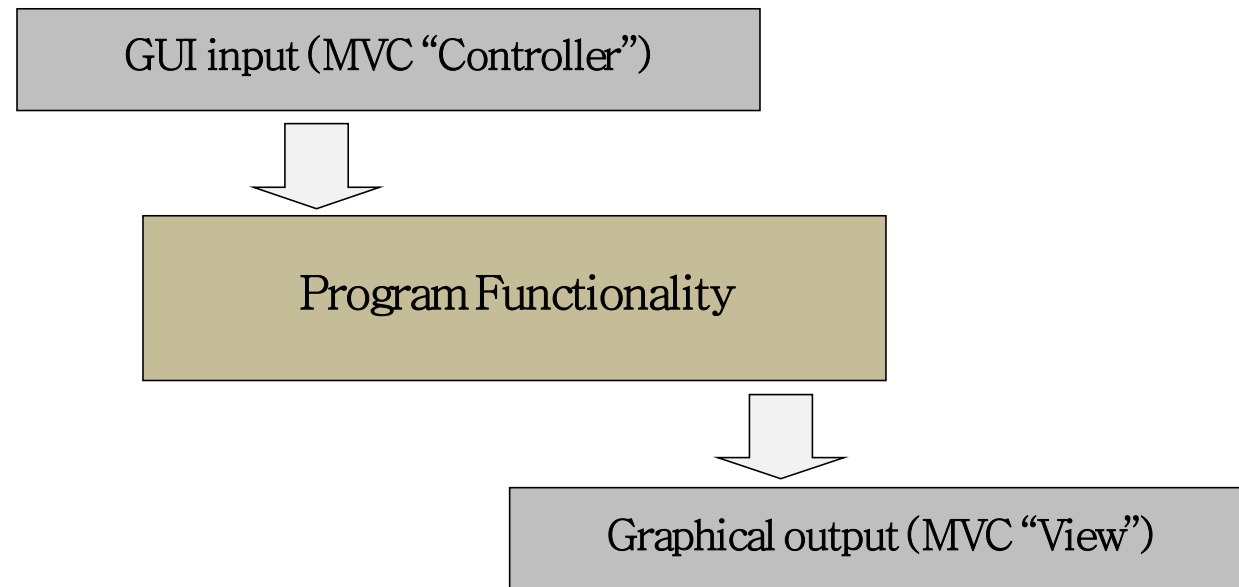 GUI input (MVC “Controller”)
Program Functionality
Graphical output (MVC “View”)